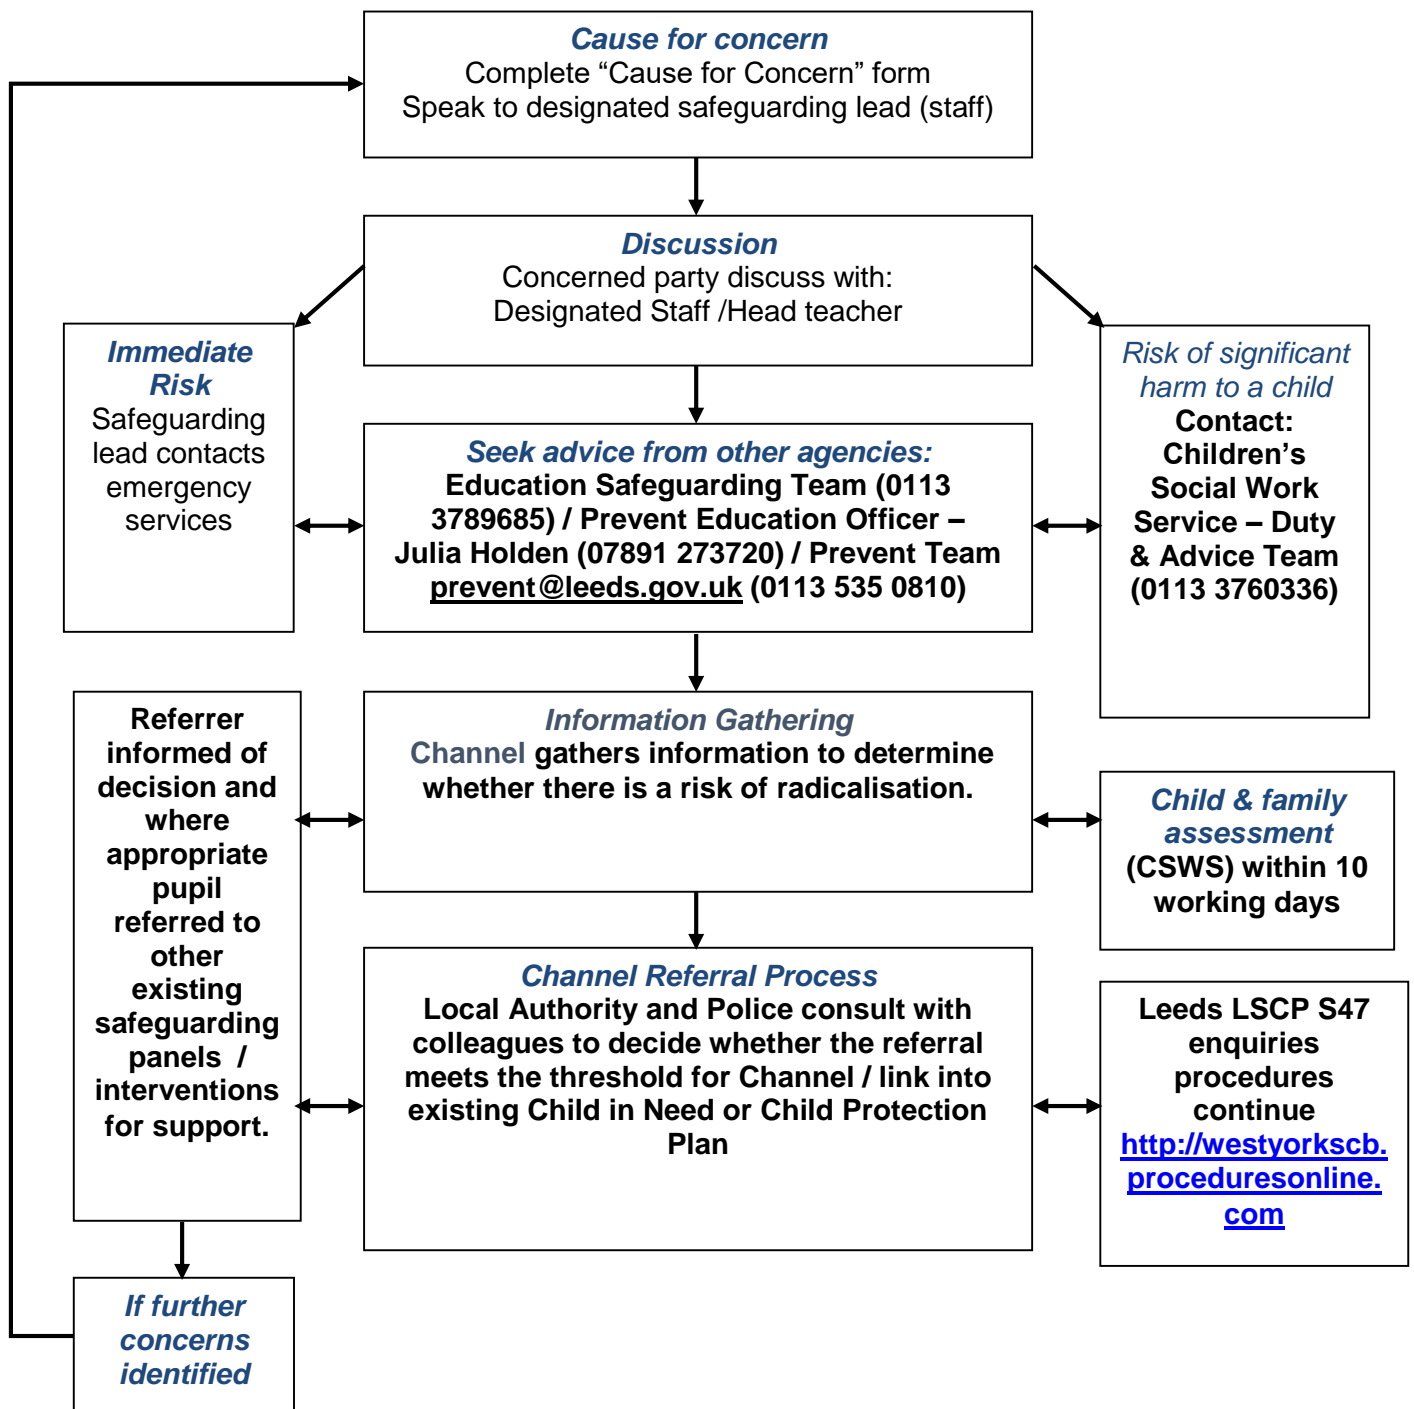 Cause for concern
Complete “Cause for Concern” form
Speak to designated safeguarding lead (staff)
Discussion
Concerned party discuss with:
Designated Staff /Head teacher
Immediate
Risk
Safeguarding
lead contacts
emergency
services
Seek advice from other agencies:
Education Safeguarding Team (0113
3789685) / Prevent Education Officer –
Julia Holden (07891 273720) / Prevent Team
prevent@leeds.gov.uk (0113 535 0810)
Risk of significant
harm to a child
Contact:
Children’s
Social Work
Service – Duty
& Advice Team
(0113 3760336)
Referrer
informed of
decision and
where
appropriate
pupil
referred to
other
existing
safeguarding
panels /
interventions
for support.
Information Gathering
Channel gathers information to determine
whether there is a risk of radicalisation.
Child & family
assessment
(CSWS) within 10
working days
Channel Referral Process
Local Authority and Police consult with
colleagues to decide whether the referral
meets the threshold for Channel / link into
existing Child in Need or Child Protection
Plan
Leeds LSCP S47
enquiries
procedures
continue
http://westyorkscb.
proceduresonline.
com
If further
concerns
identified